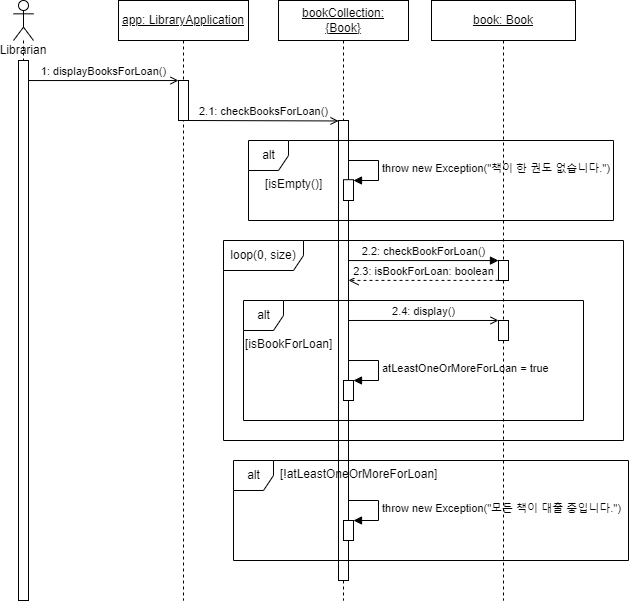 Librarian
app: LibraryApplication
bookCollection:
{Book}
book: Book
1: displayBooksForLoan()
2.1: checkBooksForLoan()
alt
[isEmpty()]
throw new Exception("책이 한 권도 없습니다.")
loop(0, size)
2.2: checkBookForLoan()
2.3: isBookForLoan: boolean
alt
[isBookForLoan]
2.4: display()
atLeastOneOrMoreForLoan = true
alt
[!atLeastOneOrMoreForLoan]
throw new Exception("모든 책이 대출 중입니다.")